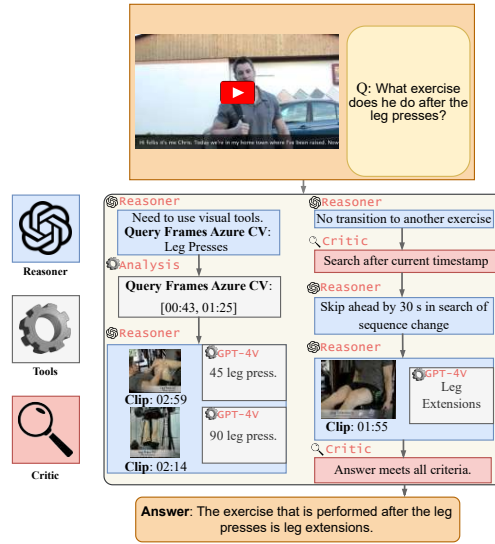 Hi folks it's me Chris. Today we're in my home town where I've been raised. Now
Q: What exercise
does he do after the
leg presses?
Reasoner
Tools
Critic
Reasoner
Need to use visual tools.
Query Frames Azure CV:
Leg Presses
Analysis
Query Frames Azure CV:
[00:43, 01:25]
Reasoner
GPT-4V
45 leg press.
Clip: 02:59
GPT-4V
90 leg press.
Clip: 02:14
Reasoner
No transition to another exercise
Critic
Search after current timestamp
Reasoner
Skip ahead by 30 s in search of
sequence change
Reasoner
GPT-4V
Leg
Extensions
Clip: 01:55
Critic
Answer meets all criteria.
Answer: The exercise that is performed after the leg
presses is leg extensions.